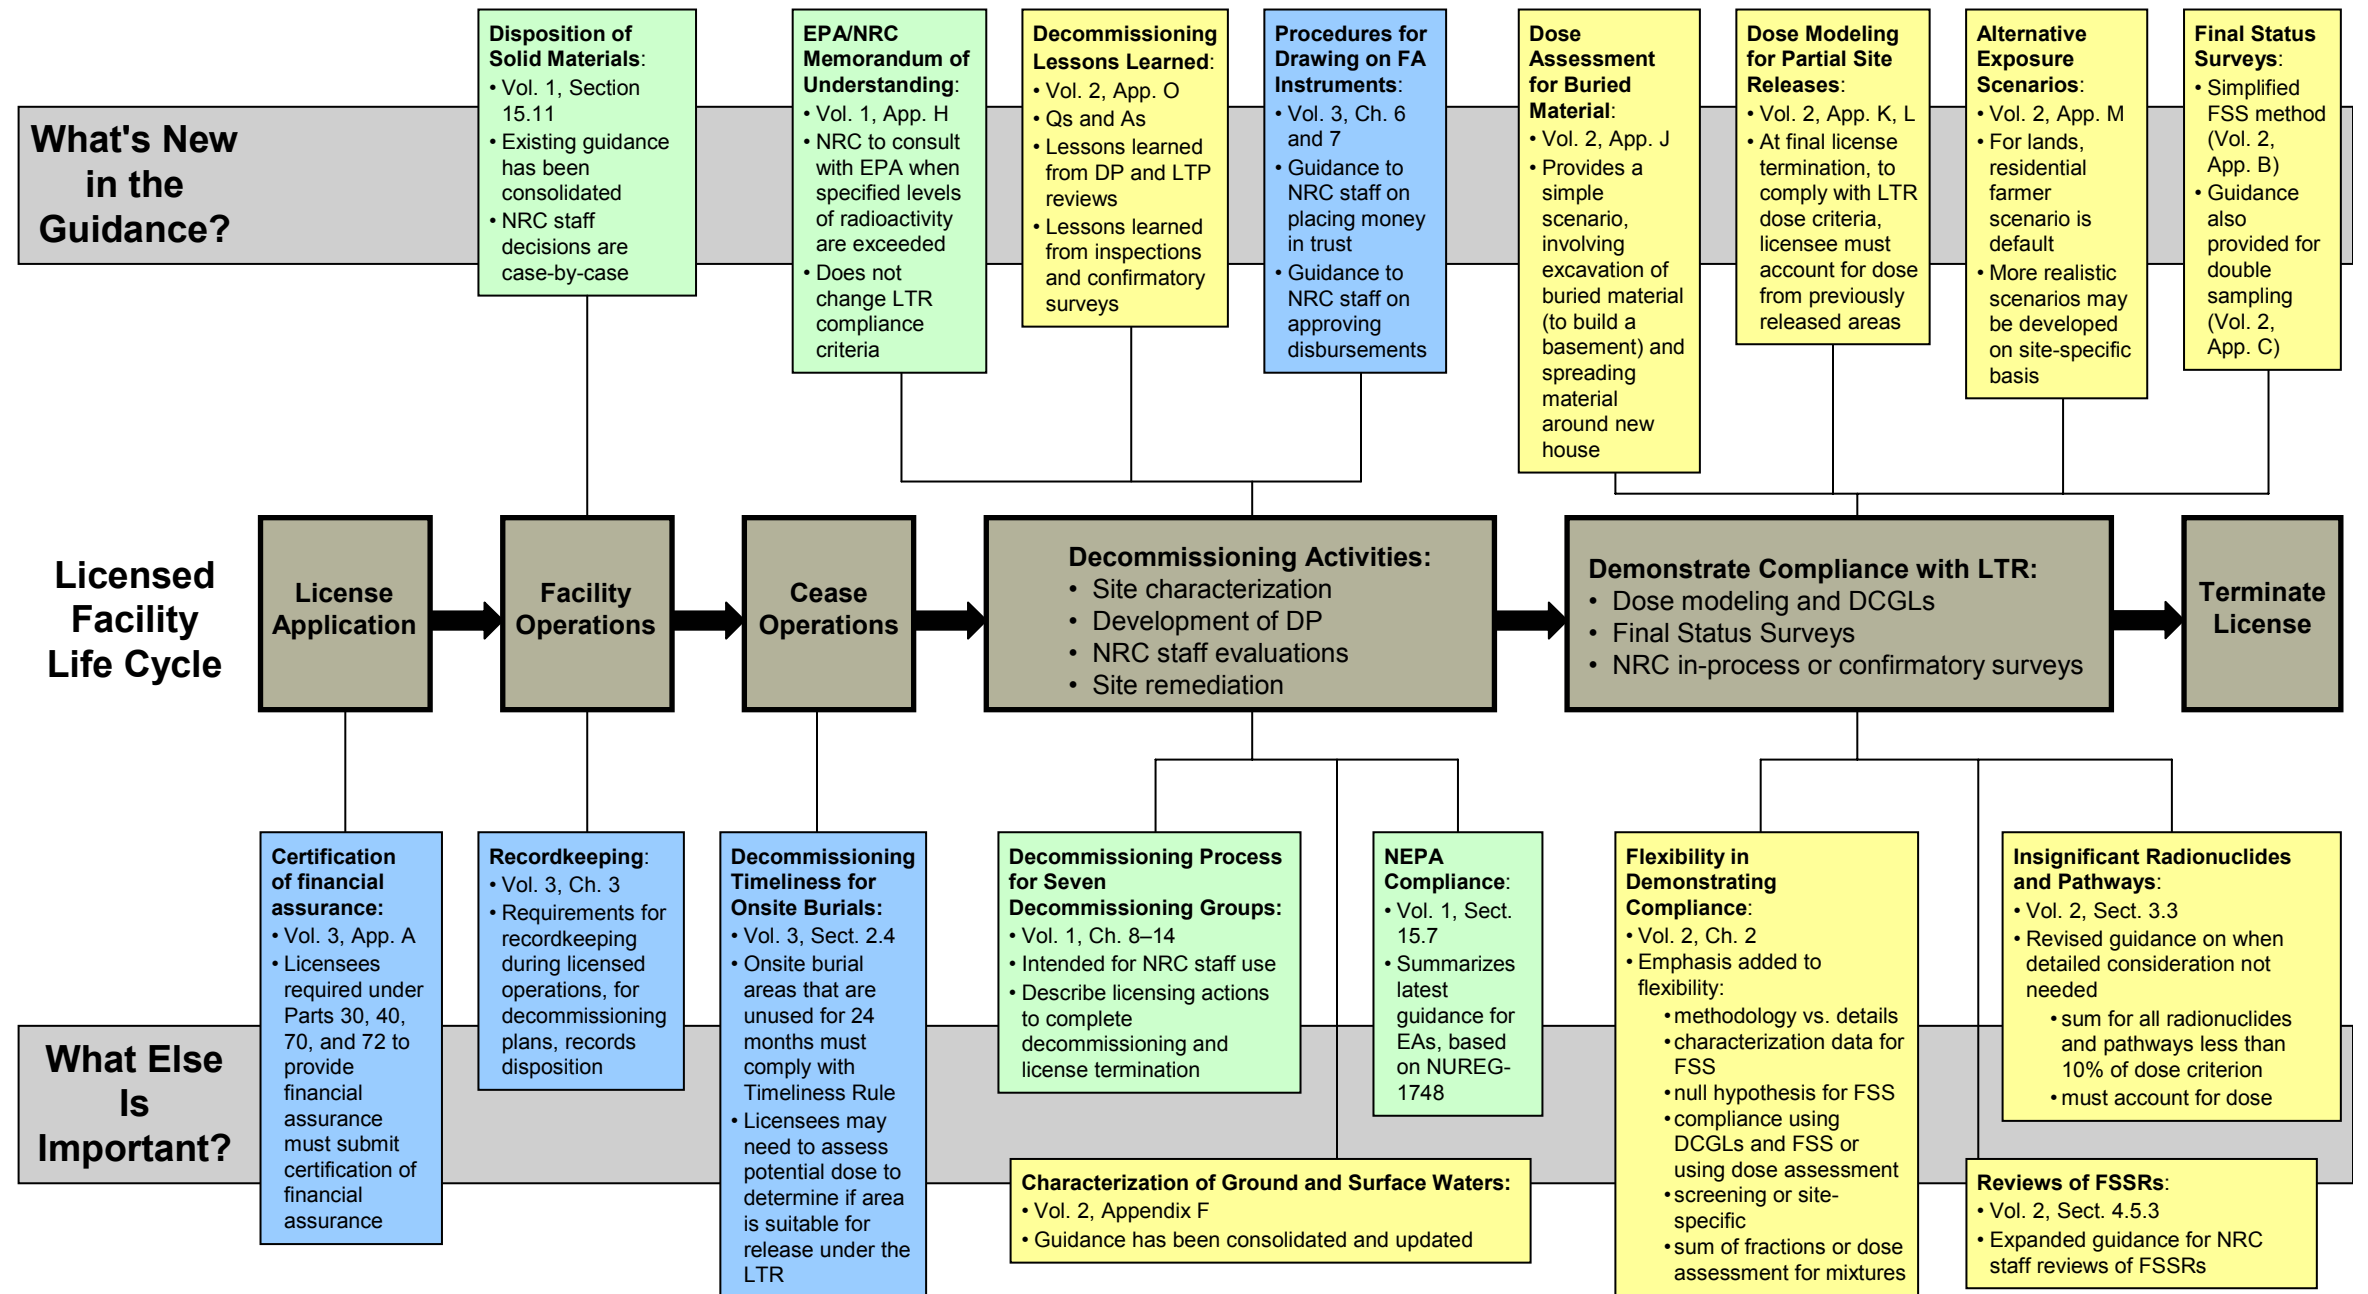 What's New
in the
Guidance?
Disposition of
Solid Materials:
• Vol. 1, Section
15.11
• Existing guidance
has been
consolidated
• NRC staff
decisions are
case-by-case
EPA/NRC
Memorandum of
Understanding:
• Vol. 1, App. H
• NRC to consult
with EPA when
specified levels
of radioactivity
are exceeded
• Does not
change LTR
compliance
criteria
Decommissioning
Lessons Learned:
• Vol. 2, App. O
• Qs and As
• Lessons learned
from DP and LTP
reviews
• Lessons learned
from inspections
and confirmatory
surveys
Procedures for
Drawing on FA
Instruments:
• Vol. 3, Ch. 6
and 7
• Guidance to
NRC staff on
placing money
in trust
• Guidance to
NRC staff on
approving
disbursements
Dose
Assessment
for Buried
Material:
• Vol. 2, App. J
• Provides a
simple
scenario,
involving
excavation of
buried material
(to build a
basement) and
spreading
material
around new
house
Dose Modeling
for Partial Site
Releases:
• Vol. 2, App. K, L
• At final license
termination, to
comply with LTR
dose criteria,
licensee must
account for dose
from previously
released areas
Alternative
Exposure
Scenarios:
• Vol. 2, App. M
• For lands,
residential
farmer
scenario is
default
• More realistic
scenarios may
be developed
on site-specific
basis
Final Status
Surveys:
• Simplified
FSS method
(Vol. 2,
App. B)
• Guidance
also
provided for
double
sampling
(Vol. 2,
App. C)
Licensed
Facility
Life Cycle
License
Application
Facility
Operations
Cease
Operations
Decommissioning Activities:
• Site characterization
• Development of DP
• NRC staff evaluations
• Site remediation
Demonstrate Compliance with LTR:
• Dose modeling and DCGLs
• Final Status Surveys
• NRC in-process or confirmatory surveys
Terminate
License
What Else
Is
Important?
Certification
of financial
assurance:
• Vol. 3, App. A
• Licensees
required under
Parts 30, 40,
70, and 72 to
provide
financial
assurance
must submit
certification of
financial
assurance
Recordkeeping:
• Vol. 3, Ch. 3
• Requirements for
recordkeeping
during licensed
operations, for
decommissioning
plans, records
disposition
Decommissioning
Timeliness for
Onsite Burials:
• Vol. 3, Sect. 2.4
• Onsite burial
areas that are
unused for 24
months must
comply with
Timeliness Rule
• Licensees may
need to assess
potential dose to
determine if area
is suitable for
release under the
LTR
Decommissioning Process
for Seven
Decommissioning Groups:
• Vol. 1, Ch. 8–14
• Intended for NRC staff use
• Describe licensing actions
to complete
decommissioning and
license termination
NEPA
Compliance:
• Vol. 1, Sect.
15.7
• Summarizes
latest
guidance for
EAs, based
on NUREG-
1748
Characterization of Ground and Surface Waters:
• Vol. 2, Appendix F
• Guidance has been consolidated and updated
Flexibility in
Demonstrating
Compliance:
• Vol. 2, Ch. 2
• Emphasis added to
flexibility:
• methodology vs. details
• characterization data for
FSS
• null hypothesis for FSS
• compliance using
DCGLs and FSS or
using dose assessment
• screening or site-
specific
• sum of fractions or dose
assessment for mixtures
Insignificant Radionuclides
and Pathways:
• Vol. 2, Sect. 3.3
• Revised guidance on when
detailed consideration not
needed
• sum for all radionuclides
and pathways less than
10% of dose criterion
• must account for dose
Reviews of FSSRs:
• Vol. 2, Sect. 4.5.3
• Expanded guidance for NRC
staff reviews of FSSRs